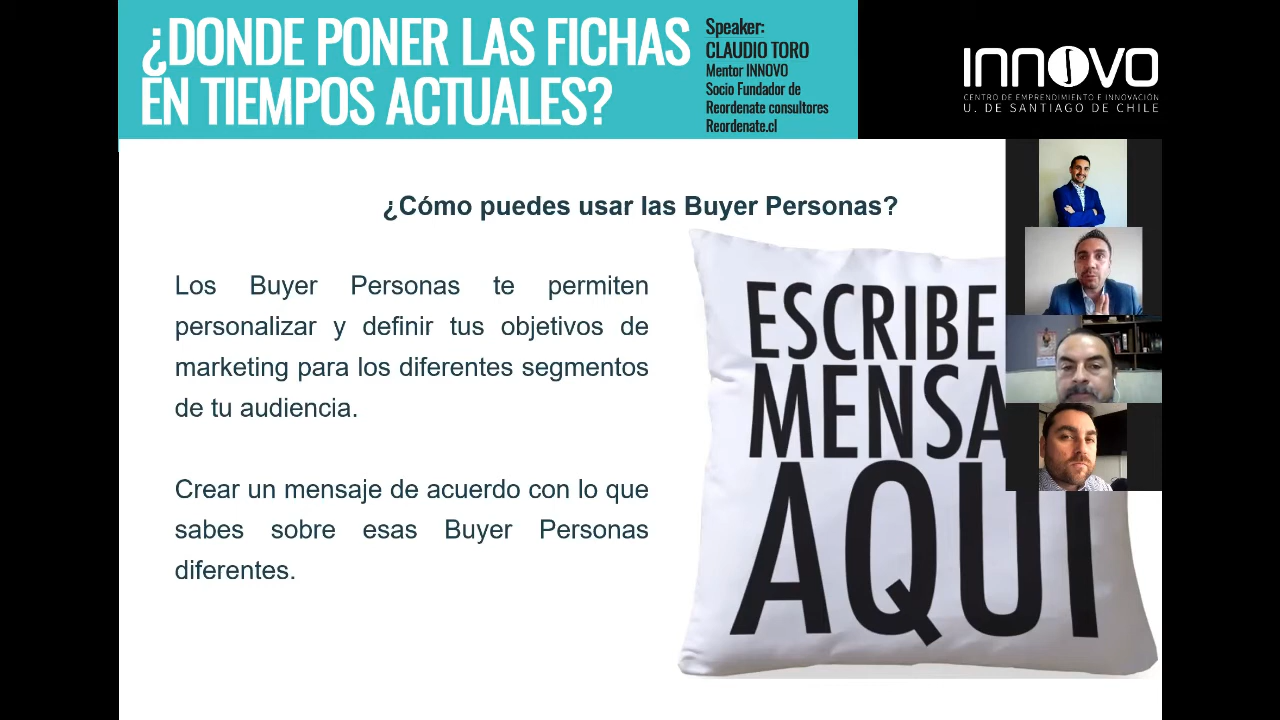 ¿DONDE PONER LAS FICHAS
EN TIEMPOS ACTUALES?
Speaker:
CLAUDIO TORO
Mentor INNOVO
Socio Fundador de
Reordenate consultores
Reordenate.cl
INNOVO
CENTRO DE EMPRENDIMIENTO E INNOVACIÓN
U. DE SANTIAGO DE CHILE
¿Cómo puedes usar las Buyer Personas?
Los Buyer Personas te permiten
personalizar y definir tus objetivos de
marketing para los diferentes segmentos
de tu audiencia.
Crear un mensaje de acuerdo con lo que
sabes sobre esas Buyer Personas
diferentes.
ESCRIBE
MENSA
AQUI